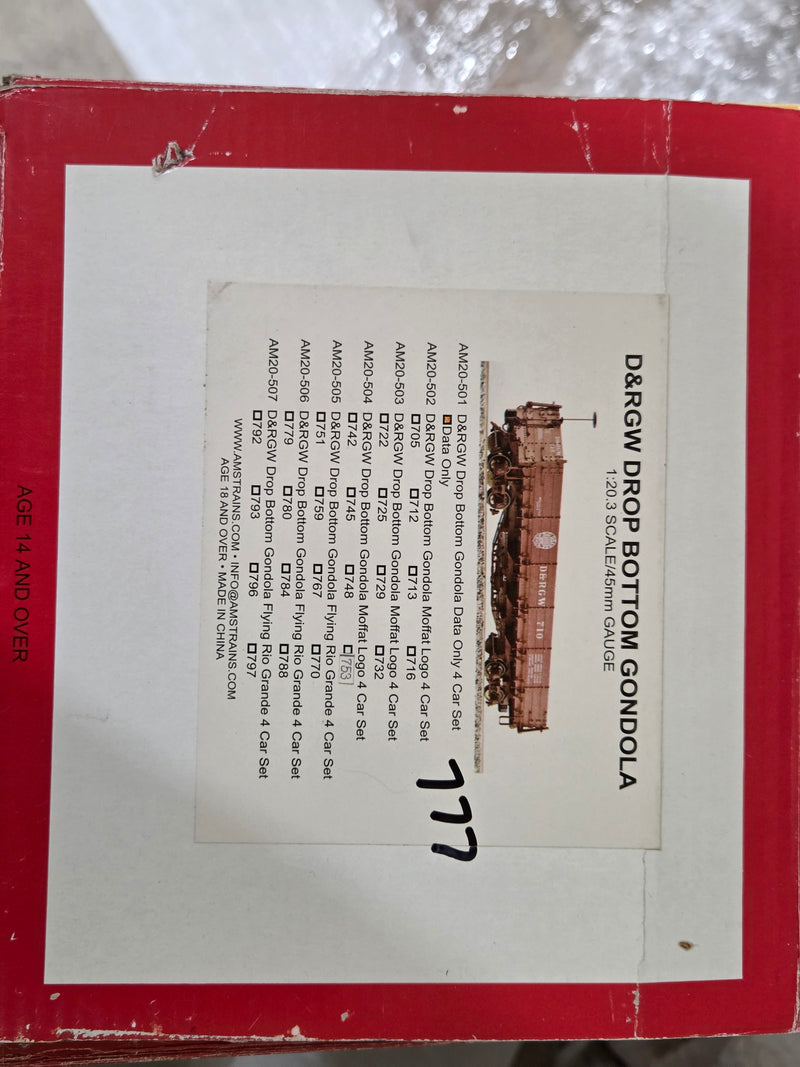 D&RGW DROP BOTTOM GONDOLA
1:20.3 SCALE/45mm GAUGE
D&RGW 710
AM20-501 D&RGW Drop Bottom Gondola Data Only 4 Car Set
Data Only
777
AM20-502 D&RGW Drop Bottom Gondola Moffat Logo 4 Car Set
705 712 713 716
AM20-503 D&RGW Drop Bottom Gondola Moffat Logo 4 Car Set
722 725 729 732
AM20-504 D&RGW Drop Bottom Gondola Moffat Logo 4 Car Set
742 745 748 753
AM20-505 D&RGW Drop Bottom Gondola Flying Rio Grande 4 Car Set
751 759 767 770
AM20-506 D&RGW Drop Bottom Gondola Flying Rio Grande 4 Car Set
779 780 784 788
AM20-507 D&RGW Drop Bottom Gondola Flying Rio Grande 4 Car Set
792 793 796 797
WWW.AMSTRAINS.COM • INFO@AMSTRAINS.COM
AGE 18 AND OVER • MADE IN CHINA
AGE 14 AND OVER